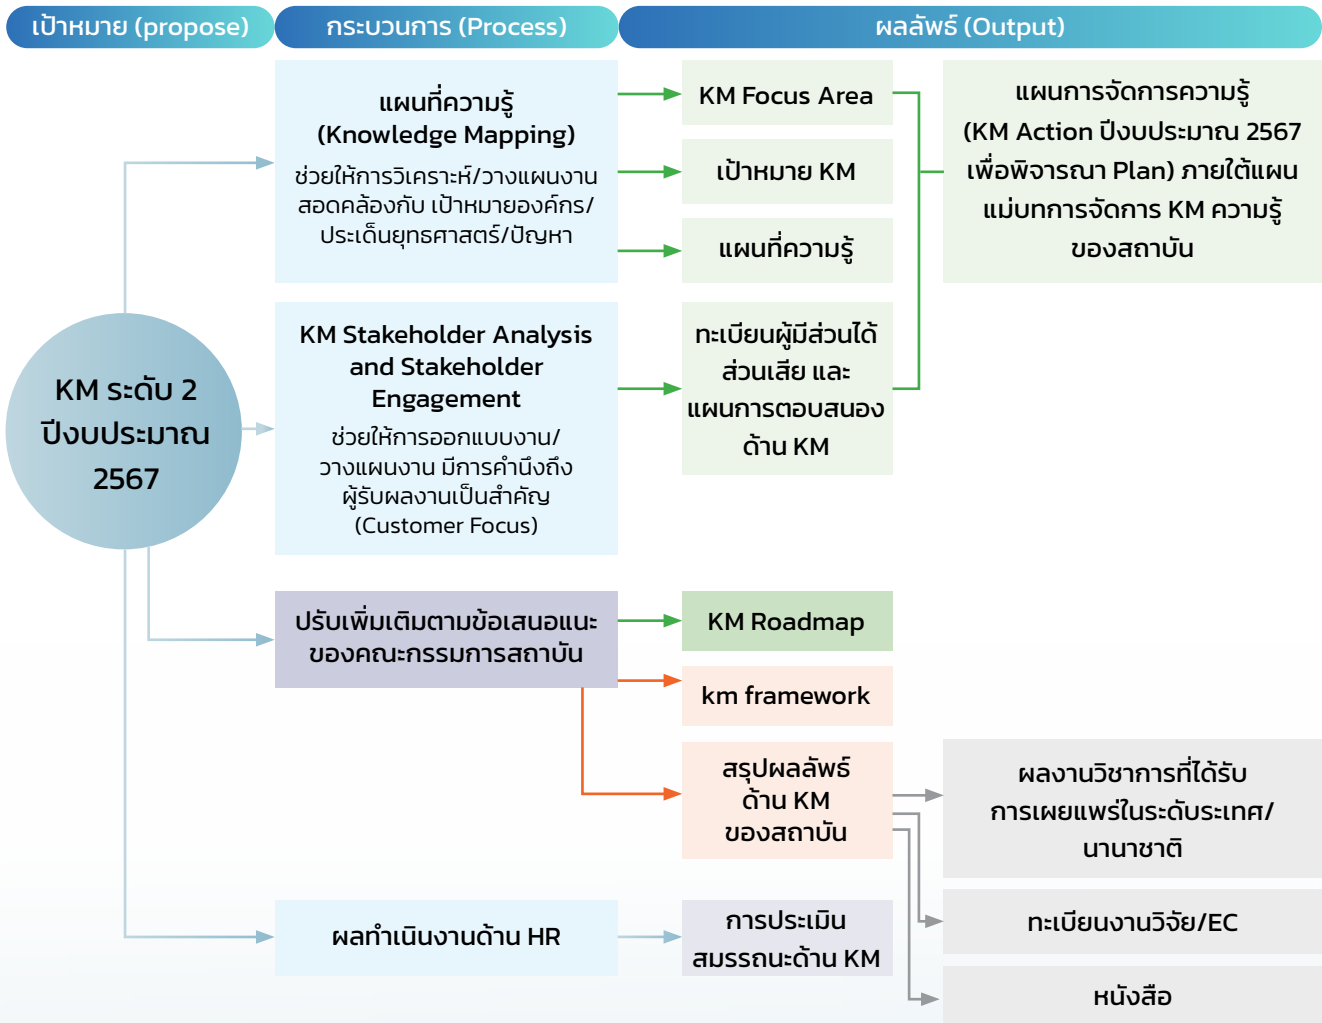 เป้าหมาย (propose)
กระบวนการ (Process)
ผลลัพธ์ (Output)
KM ระดับ 2
ปีงบประมาณ
2567
แผนที่ความรู้
(Knowledge Mapping)
ช่วยให้การวิเคราะห์/วางแผนงาน
สอดคล้องกับ เป้าหมายองค์กร/
ประเด็นยุทธศาสตร์/ปัญหา
KM Focus Area
เป้าหมาย KM
แผนที่ความรู้
แผนการจัดการความรู้
(KM Action ปีงบประมาณ 2567
เพื่อพิจารณา Plan) ภายใต้แผน
แม่บทการจัดการ KM ความรู้
ของสถาบัน
KM Stakeholder Analysis
and Stakeholder
Engagement
ช่วยให้การออกแบบงาน/
วางแผนงาน มีการคำนึงถึง
ผู้รับผลงานเป็นสำคัญ
(Customer Focus)
ทะเบียนผู้มีส่วนได้
ส่วนเสีย และ
แผนการตอบสนอง
ด้าน KM
ปรับเพิ่มเติมตามข้อเสนอแนะ
ของคณะกรรมการสถาบัน
KM Roadmap
km framework
สรุปผลลัพธ์
ด้าน KM
ของสถาบัน
ผลงานวิชาการที่ได้รับ
การเผยแพร่ในระดับระเทศ/
นานาชาติ
ทะเบียนงานวิจัย/EC
หนังสือ
ผลทำเนินงานด้าน HR
การประเมิน
สมรรถนะด้าน KM